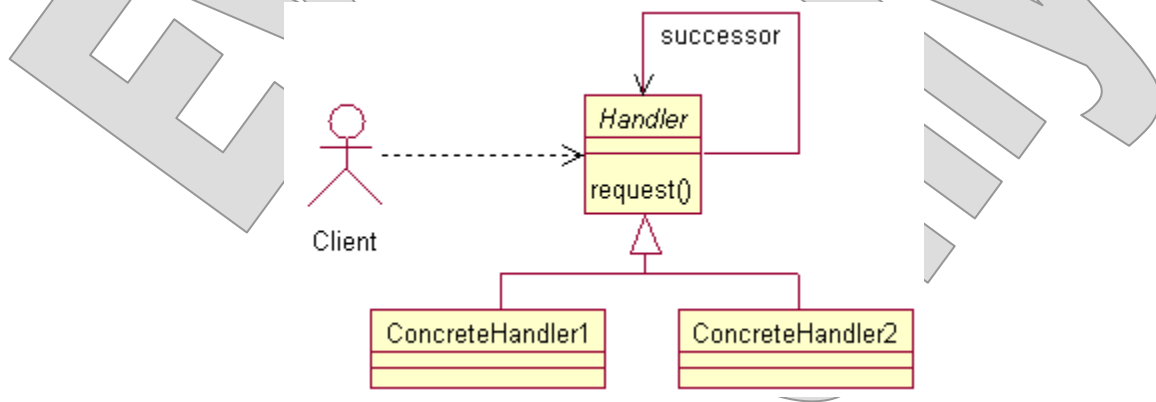 successor
Handler
request()
Client
ConcreteHandler1
ConcreteHandler2